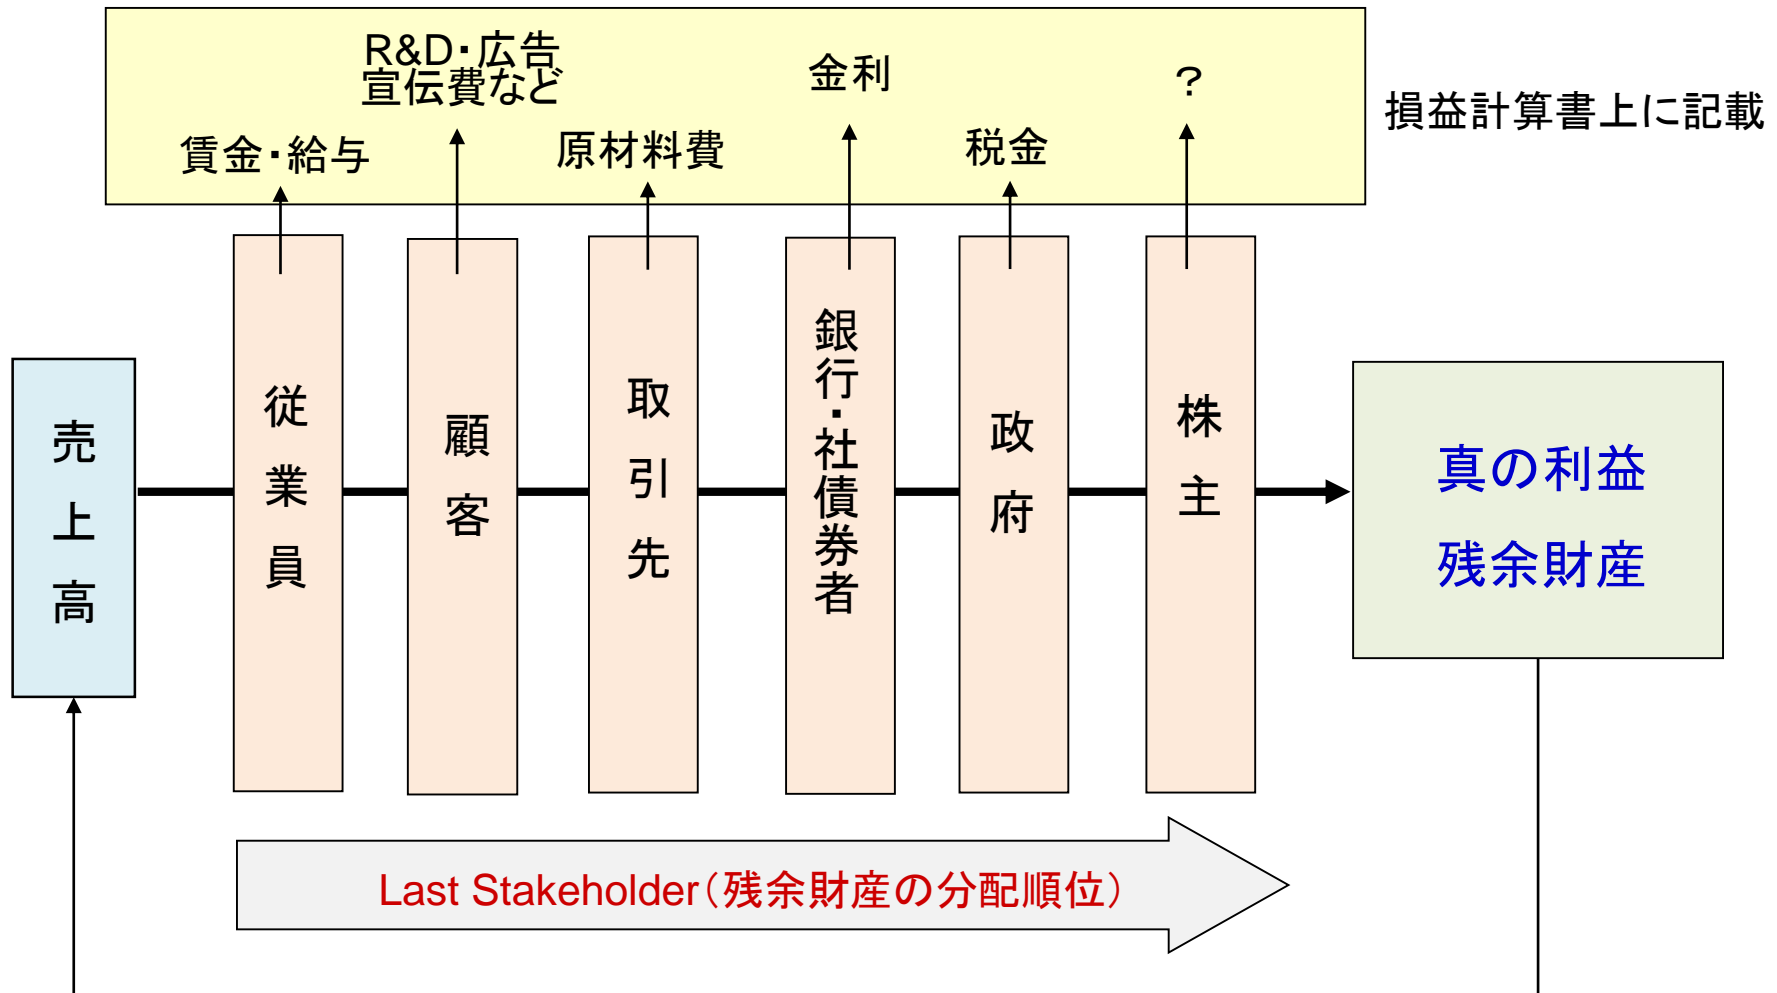 R&D・広告
宣伝費など
金利
?
賃金・給与
原材料費
税金
損益計算書上に記載
売上高
従業員
顧客
取引先
銀行・社債券者
政府
株主
真の利益
残余財産
Last Stakeholder(残余財産の分配順位)